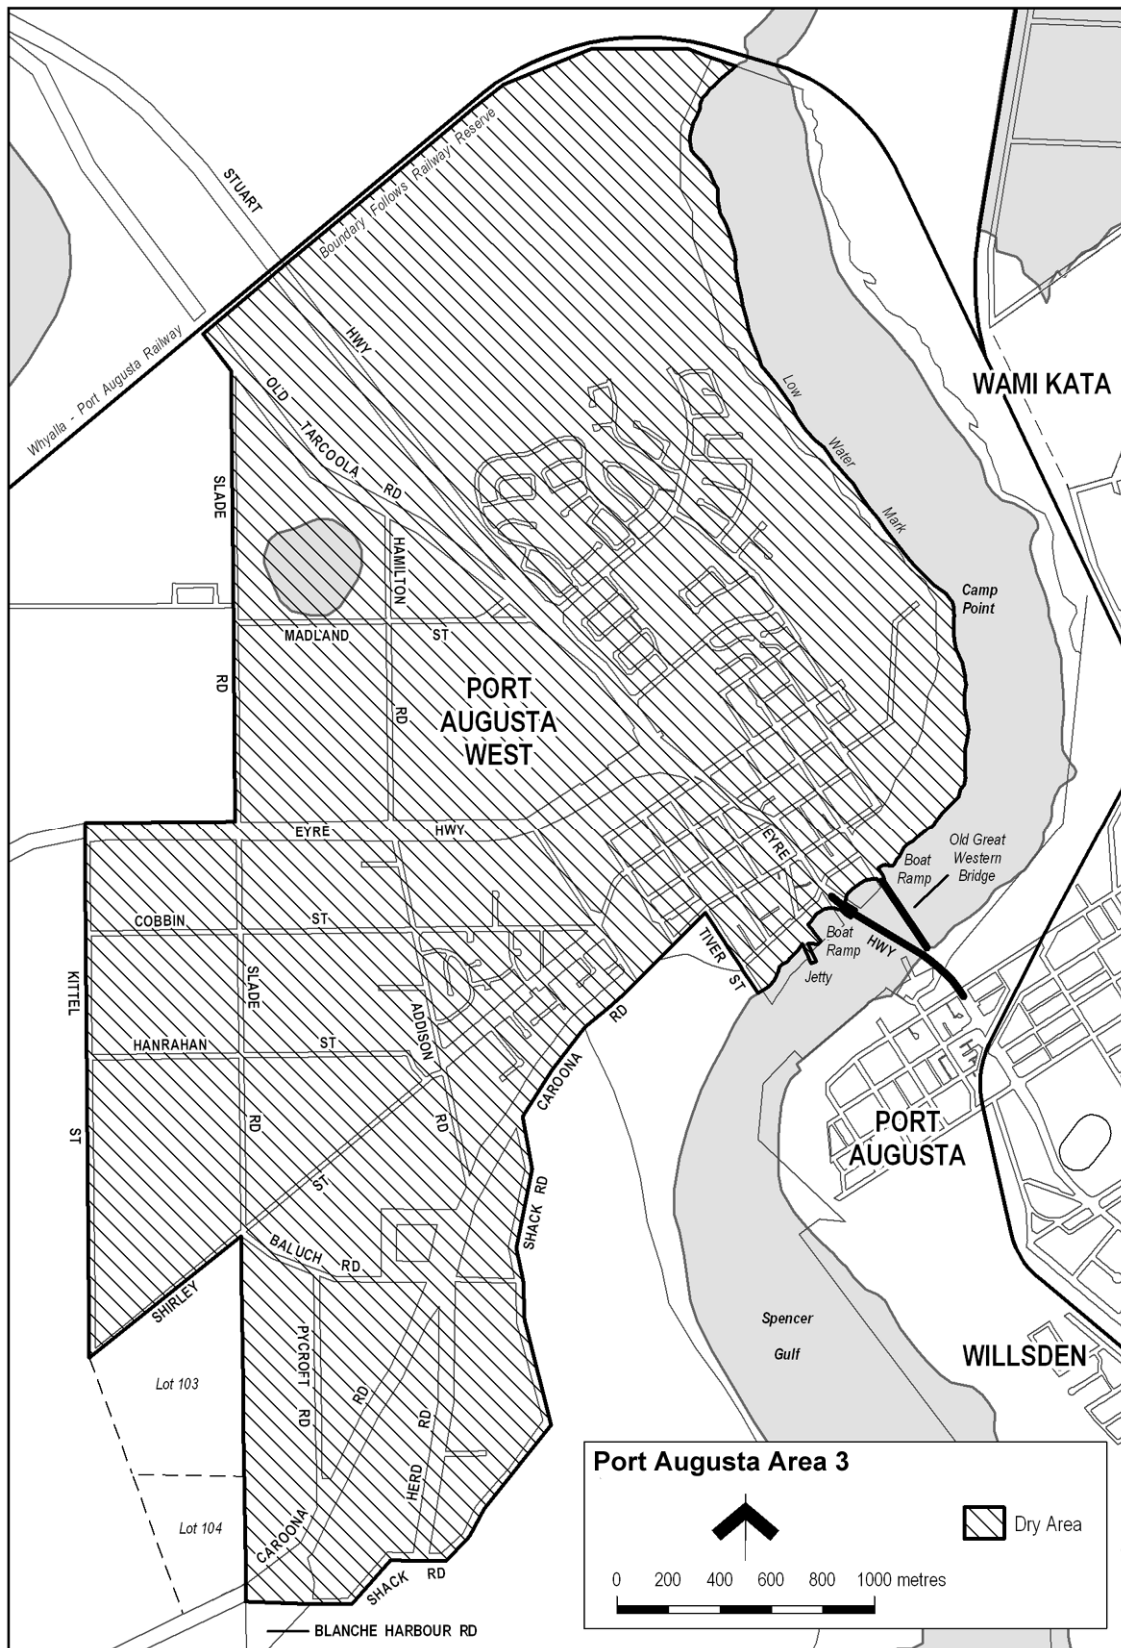 STUART
HWY
Boundary Follows Railway Reserve
Whyalla - Port Augusta Railway
WAMI KATA
OLD
TARCOOLA
RD
Low
Water
Mark
SLADE
RD
HAMILTON
RD
Camp
Point
MADLAND
ST
PORT
AUGUSTA
WEST
EYRE
HWY
EYRE
HWY
Old Great
Western
Bridge
Boat
Ramp
Boat
Ramp
Jetty
COBBIN
ST
TIVER
ST
KITTEL
ST
SLADE
RD
ADDISON
RD
HANRAHAN
ST
CAROONA
RD
PORT
AUGUSTA
SHACK RD
ST
SHIRLEY
BALUCH
RD
PYCROFT
RD
Spencer
Gulf
WILLSDEN
Lot 103
RD
RD
HERD
Lot 104
CAROONA
SHACK
RD
BLANCHE HARBOUR RD
Port Augusta Area 3
Dry Area
0 200 400 600 800 1000 metres